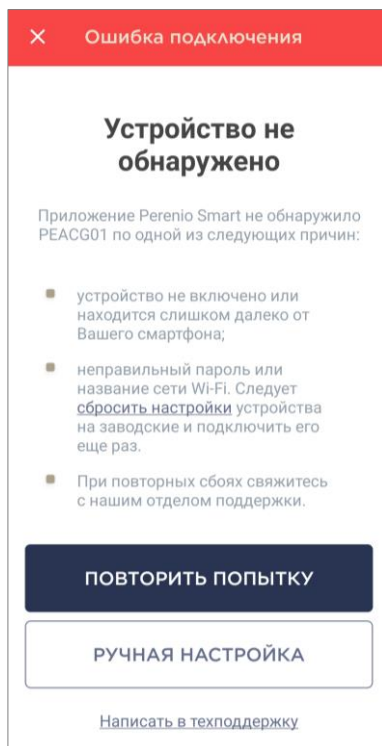 Ошибка подключения
Устройство не
обнаружено
Приложение Perenio Smart не обнаружило
PEACG01 по одной из следующих причин:
устройство не включено или
находится слишком далеко от
Вашего смартфона;
неправильный пароль или
название сети Wi-Fi. Следует
сбросить настройки устройства
на заводские и подключить его
еще раз.
При повторных сбоях свяжитесь
с нашим отделом поддержки.
ПОВТОРИТЬ ПОПЫТКУ
РУЧНАЯ НАСТРОЙКА
Написать в техподдержку